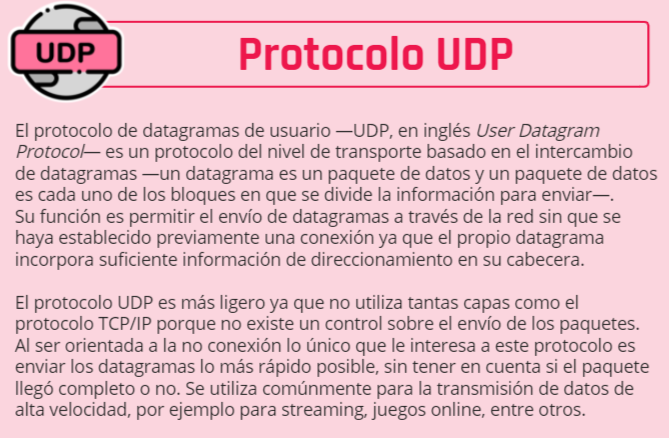 UDP
Protocolo UDP
El protocolo de datagramas de usuario —UDP, en inglés User Datagram
Protocol— es un protocolo del nivel de transporte basado en el intercambio
de datagramas —un datagrama es un paquete de datos y un paquete de datos
es cada uno de los bloques en que se divide la información para enviar—.
Su función es permitir el envío de datagramas a través de la red sin que se
haya establecido previamente una conexión ya que el propio datagrama
incorpora suficiente información de direccionamiento en su cabecera.
El protocolo UDP es más ligero ya que no utiliza tantas capas como el
protocolo TCP/IP porque no existe un control sobre el envío de los paquetes.
Al ser orientada a la no conexión lo único que le interesa a este protocolo es
enviar los datagramas lo más rápido posible, sin tener en cuenta si el paquete
llegó completo o no. Se utiliza comúnmente para la transmisión de datos de
alta velocidad, por ejemplo para streaming, juegos online, entre otros.